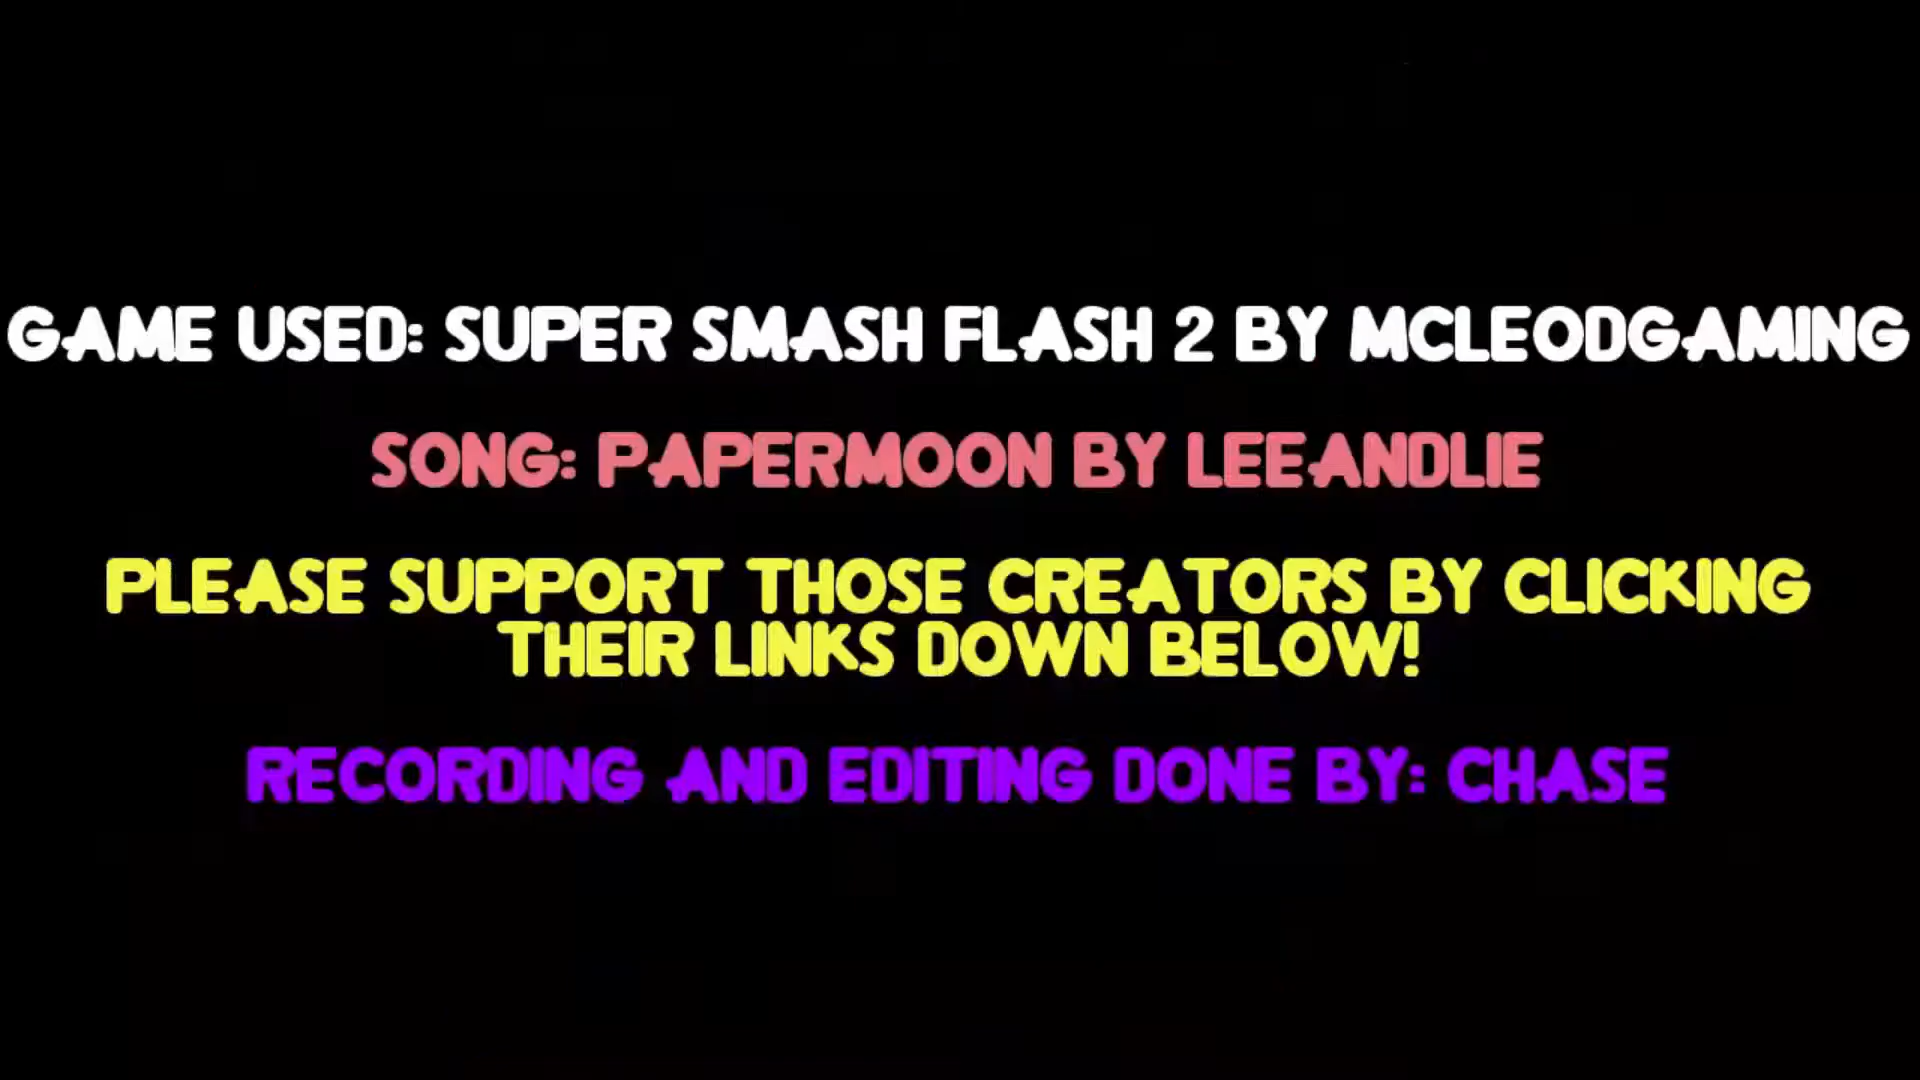 GAME USED: SUPER SMASH FLASH 2 BY MCLEODGAMING
SONG: PAPERMOON BY LEEANDLIE
PLEASE SUPPORT THOSE CREATORS BY CLICKING
THEIR LINKS DOWN BELOW!
RECORDING AND EDITING DONE BY: CHASE